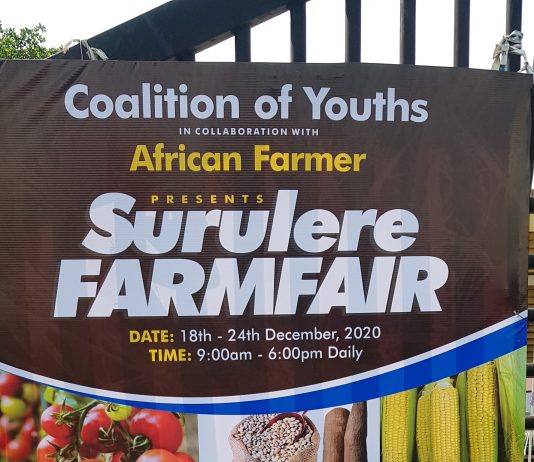 Coalition of Youths
IN COLLABORATION WITH
African Farmer
PRESENTS
Surulere
FARMFAIR
DATE: 18th - 24th December, 2020
TIME: 9:00am - 6:00pm Daily